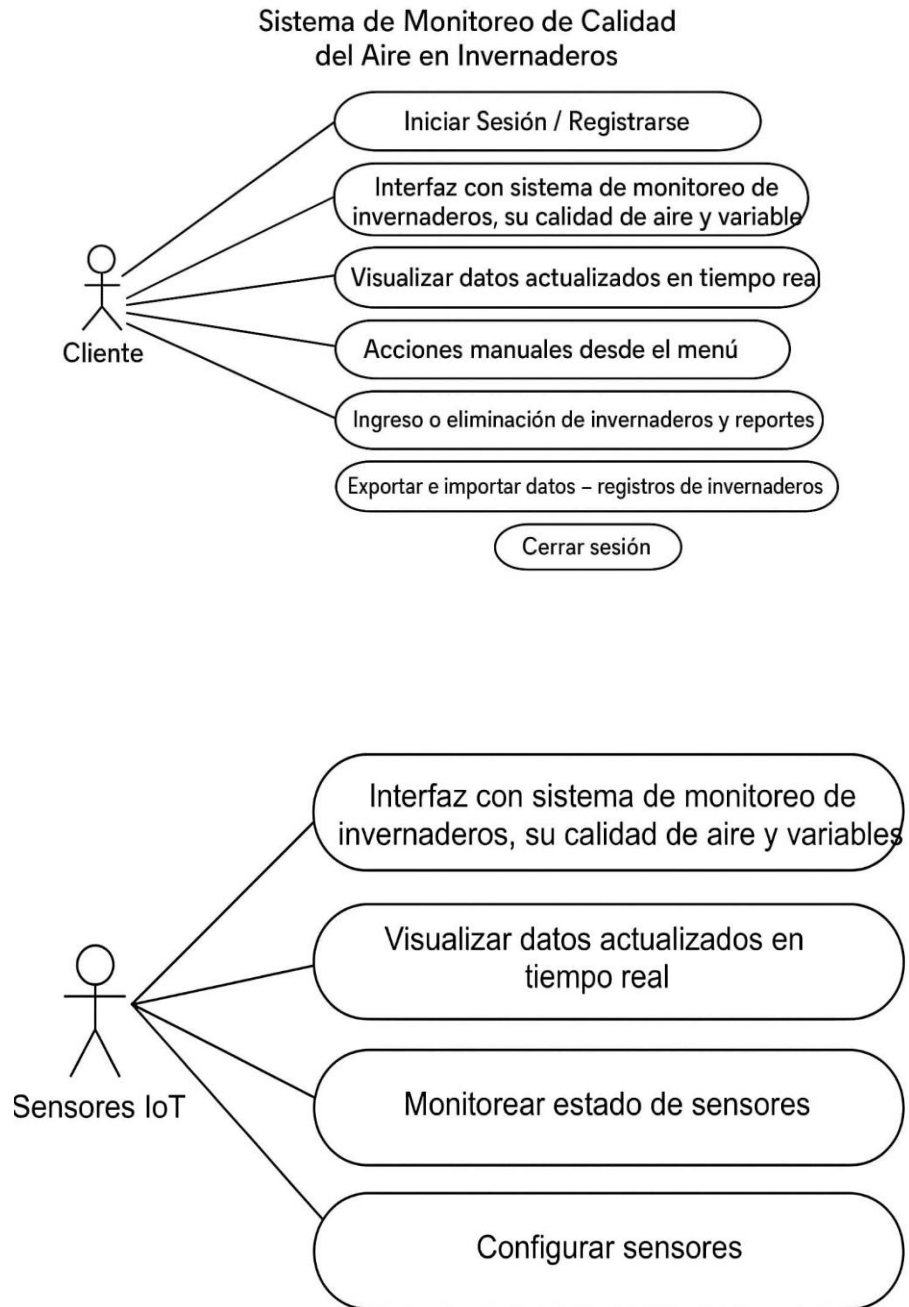 Sistema de Monitoreo de Calidad
del Aire en Invernaderos
Iniciar Sesión / Registrarse
Interfaz con sistema de monitoreo de
invernaderos, su calidad de aire y variable
Visualizar datos actualizados en tiempo real
Acciones manuales desde el menú
Cliente
Ingreso o eliminación de invernaderos y reportes
Exportar e importar datos – registros de invernaderos
Cerrar sesión
Interfaz con sistema de monitoreo de
invernaderos, su calidad de aire y variables
Visualizar datos actualizados en
tiempo real
Sensores IoT
Monitorear estado de sensores
Configurar sensores